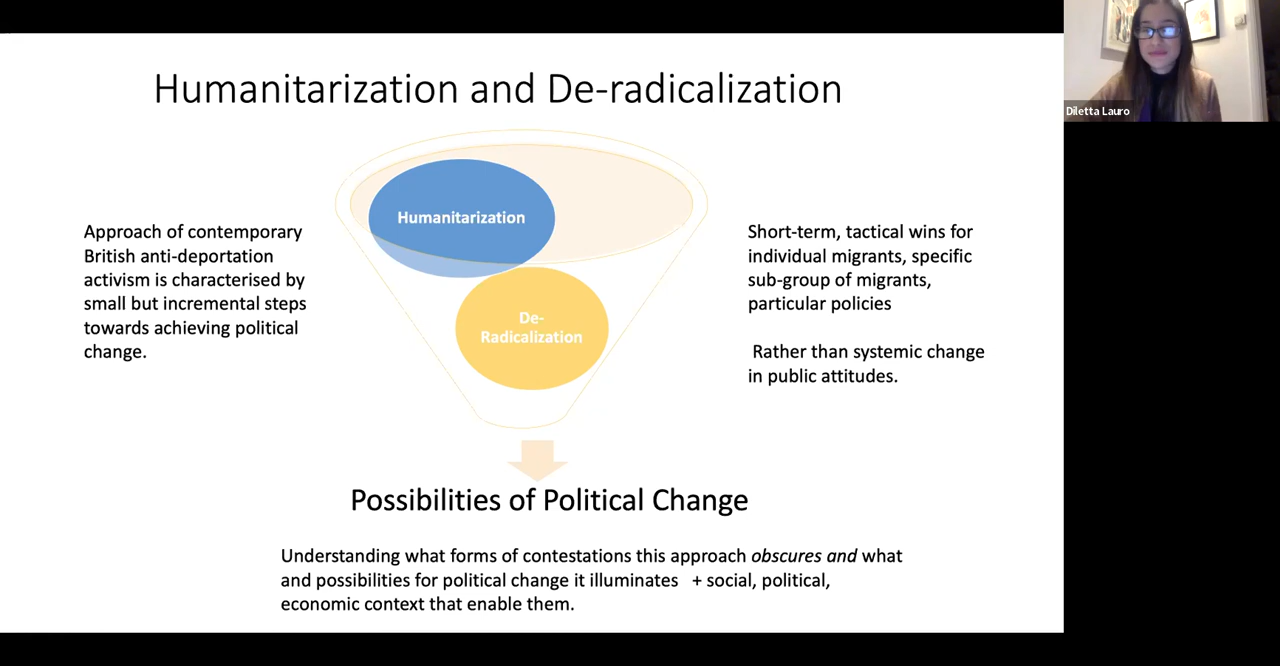 Humanitarization and De-radicalization
Diletta Lauro
Humanitarization
Approach of contemporary
British anti-deportation
activism is characterised by
small but incremental steps
towards achieving political
change.
De-
Radicalization
Short-term, tactical wins for
individual migrants, specific
sub-group of migrants,
particular policies
Rather than systemic change
in public attitudes.
Possibilities of Political Change
Understanding what forms of contestations this approach obscures and what
and possibilities for political change it illuminates + social, political,
economic context that enable them.